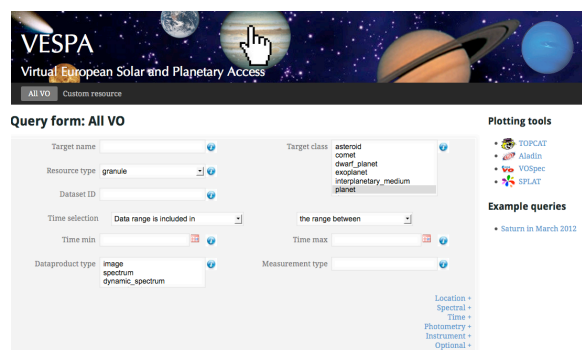 VESPA
Virtual European Solar and Planetary Access
All VO Custom resource
Query form: All VO
Target name
Target class
asteroid
comet
dwarf_planet
exoplanet
interplanetary_medium
planet
Resource type granule
Dataset ID
Time selection Data range is included in the range between
Time min Time max
Dataproduct type
image
spectrum
dynamic_spectrum
Measurement type
Location +
Spectral +
Time +
Photometry +
Instrument +
Optional +
Plotting tools
TOPCAT
Aladin
VOSpec
SPLAT
Example queries
Saturn in March 2012